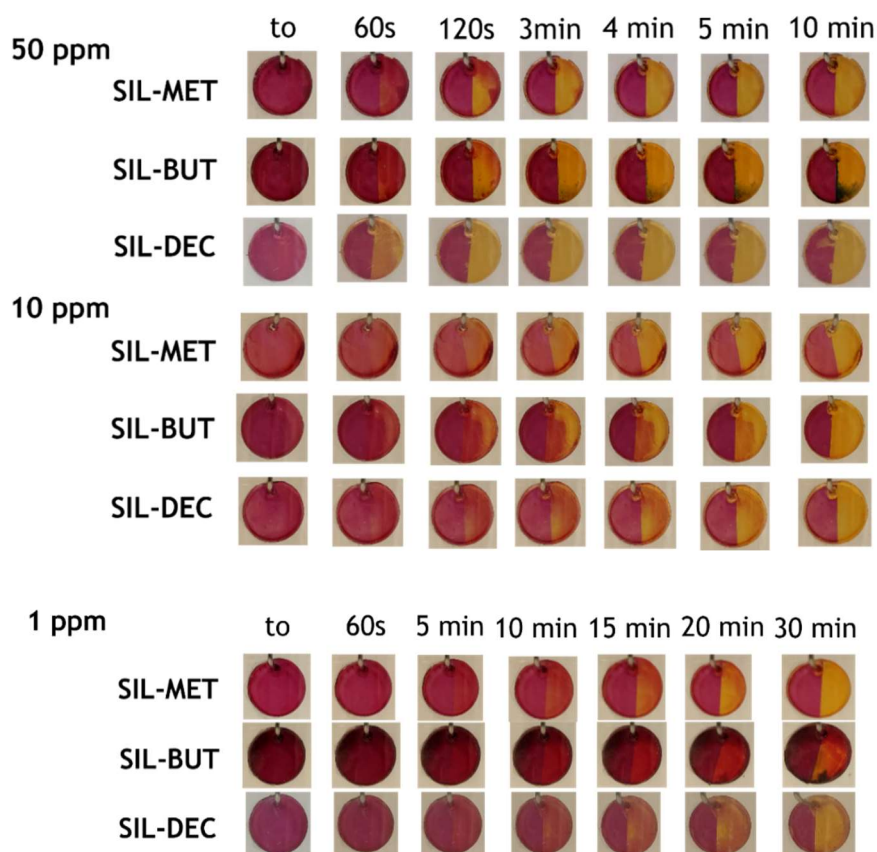 to 60s 120s 3min 4 min 5 min 10 min
50 ppm
SIL-MET
SIL-BUT
SIL-DEC
10 ppm
SIL-MET
SIL-BUT
SIL-DEC
1 ppm
to 60s 5 min 10 min 15 min 20 min 30 min
SIL-MET
SIL-BUT
SIL-DEC